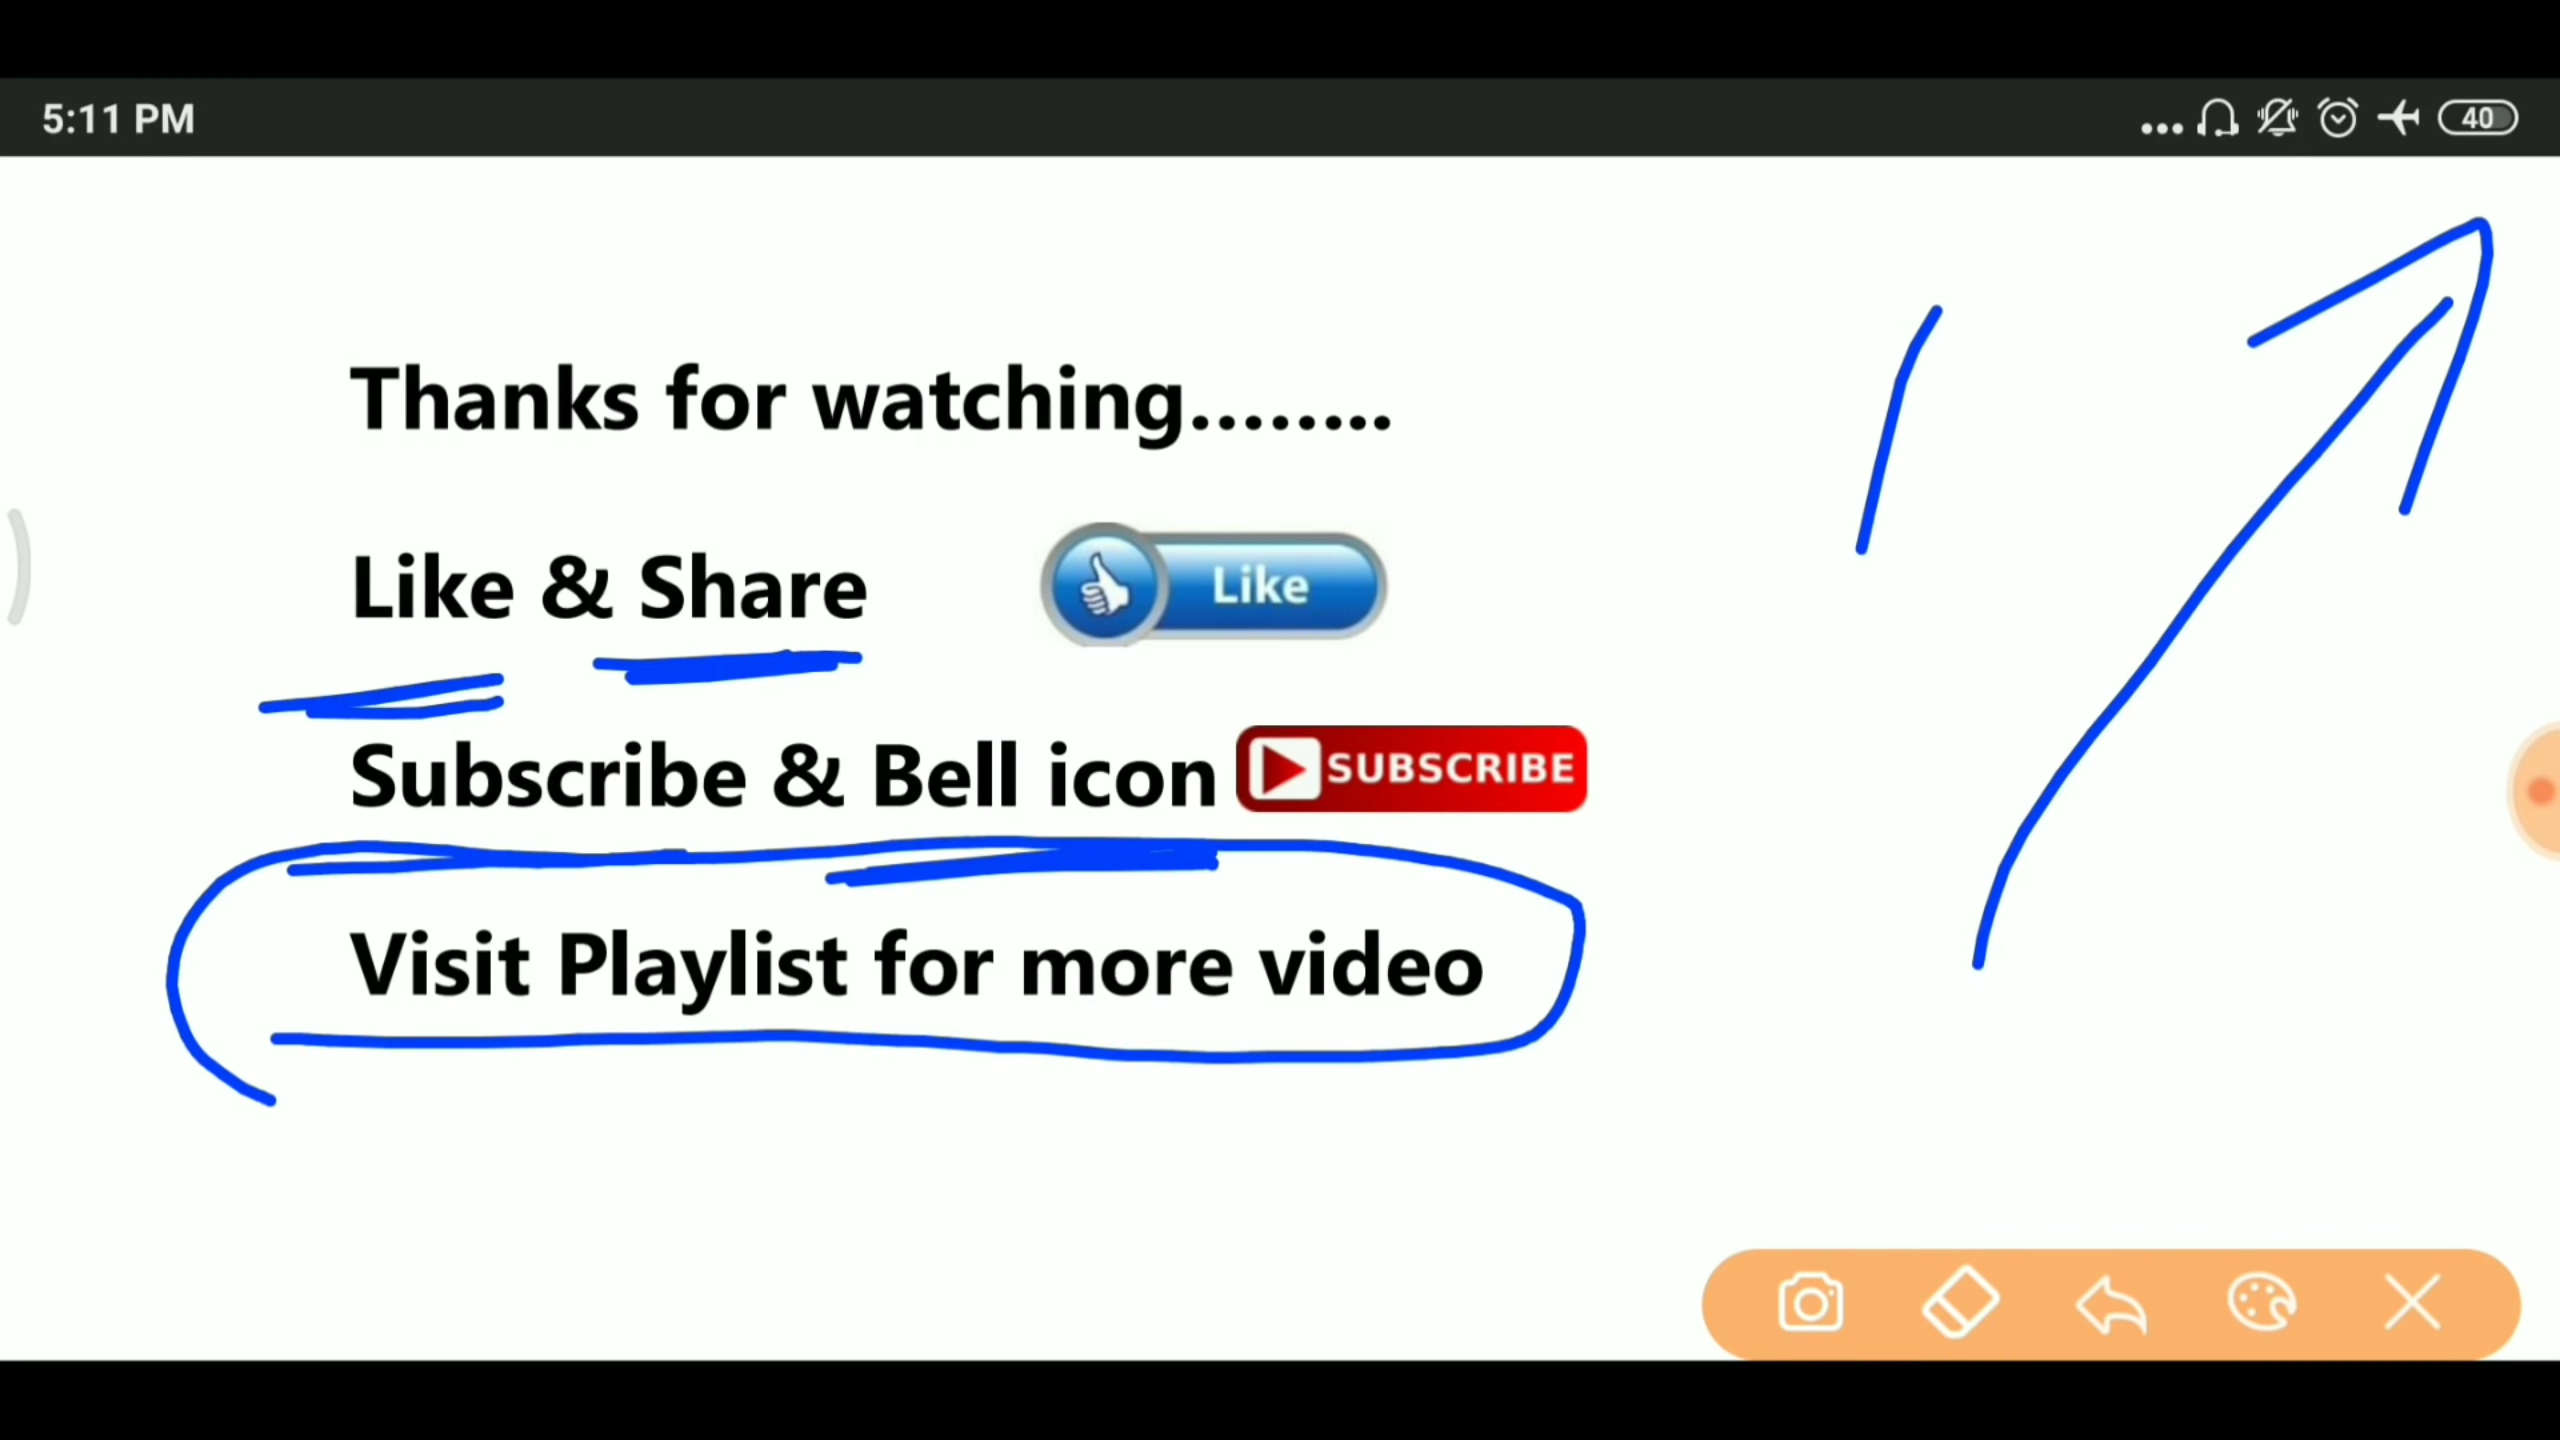 5:11 PM 40
Thanks for watching........
Like & Share Like
Subscribe & Bell icon SUBSCRIBE
Visit Playlist for more video